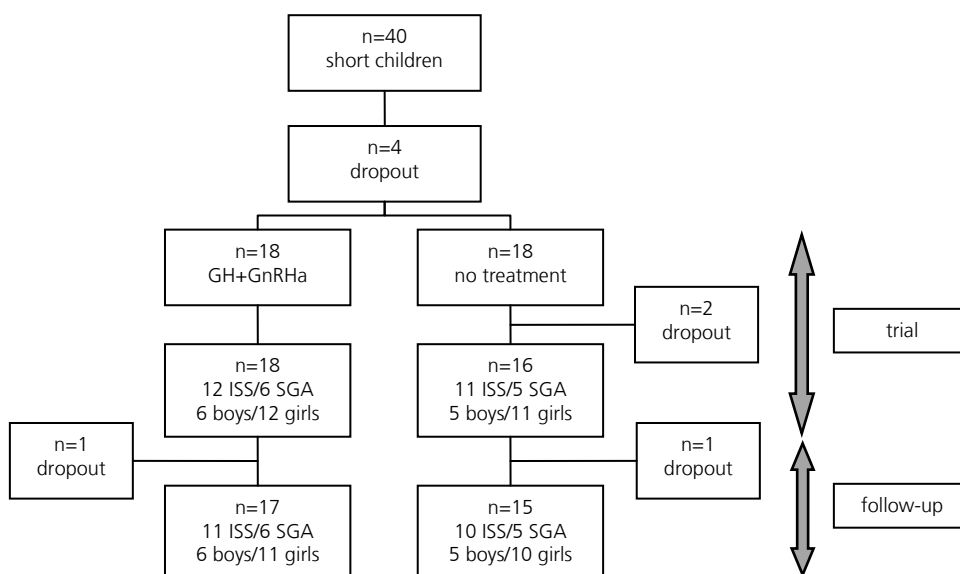 n=40
short children
n=4
dropout
n=18
GH+GnRHa
n=18
no treatment
n=2
dropout
trial
n=18
12 ISS/6 SGA
6 boys/12 girls
n=16
11 ISS/5 SGA
5 boys/11 girls
n=1
dropout
n=1
dropout
n=17
11 ISS/6 SGA
6 boys/11 girls
n=15
10 ISS/5 SGA
5 boys/10 girls
follow-up